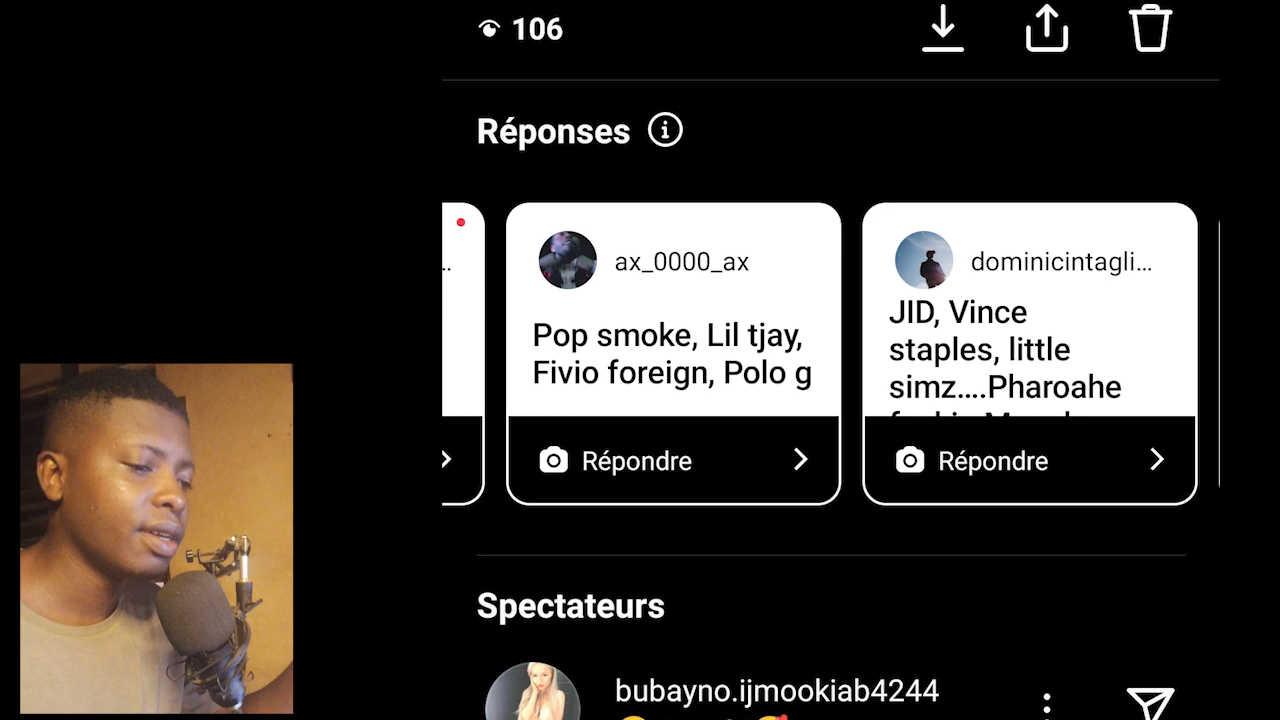 106
Réponses
..
ax_0000_ax
Pop smoke, Lil tjay,
Fivio foreign, Polo g
Répondre
dominicintagli...
JID, Vince
staples, little
simz....Pharoahe
Répondre
Spectateurs
bubayno.ijmookiab4244